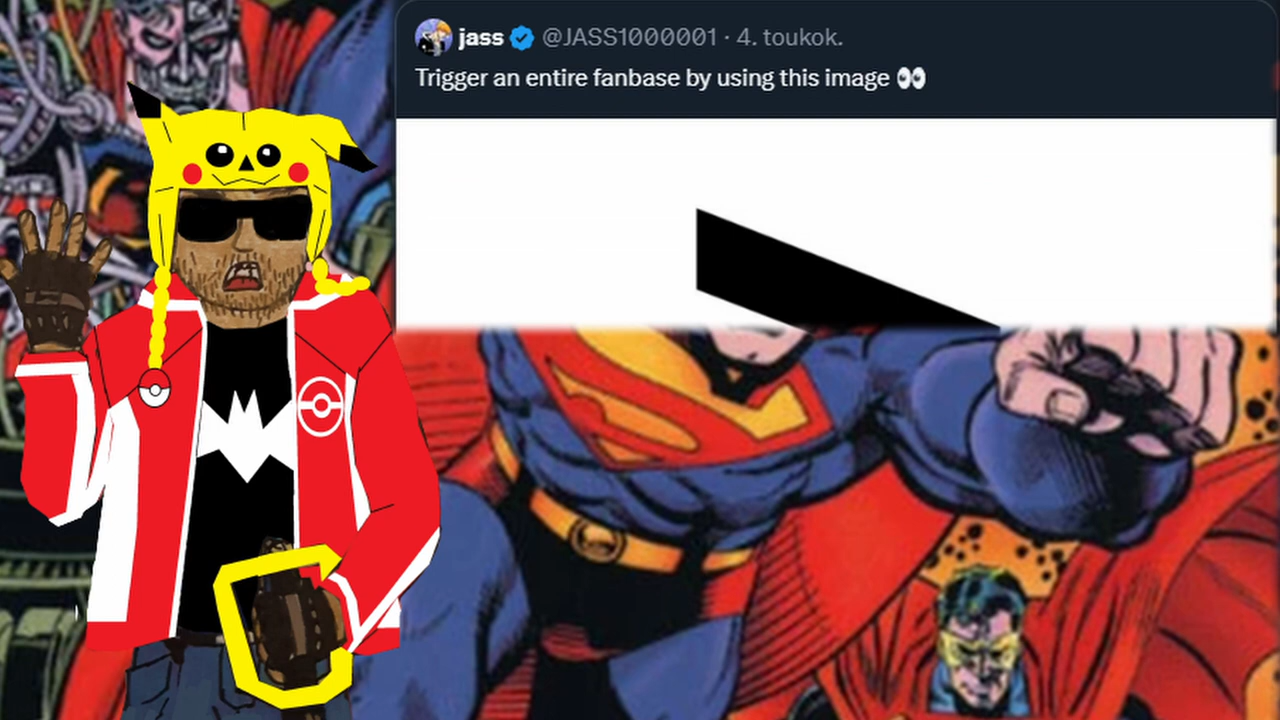 jass @JASS1000001 · 4. toukok.
Trigger an entire fanbase by using this image 👀